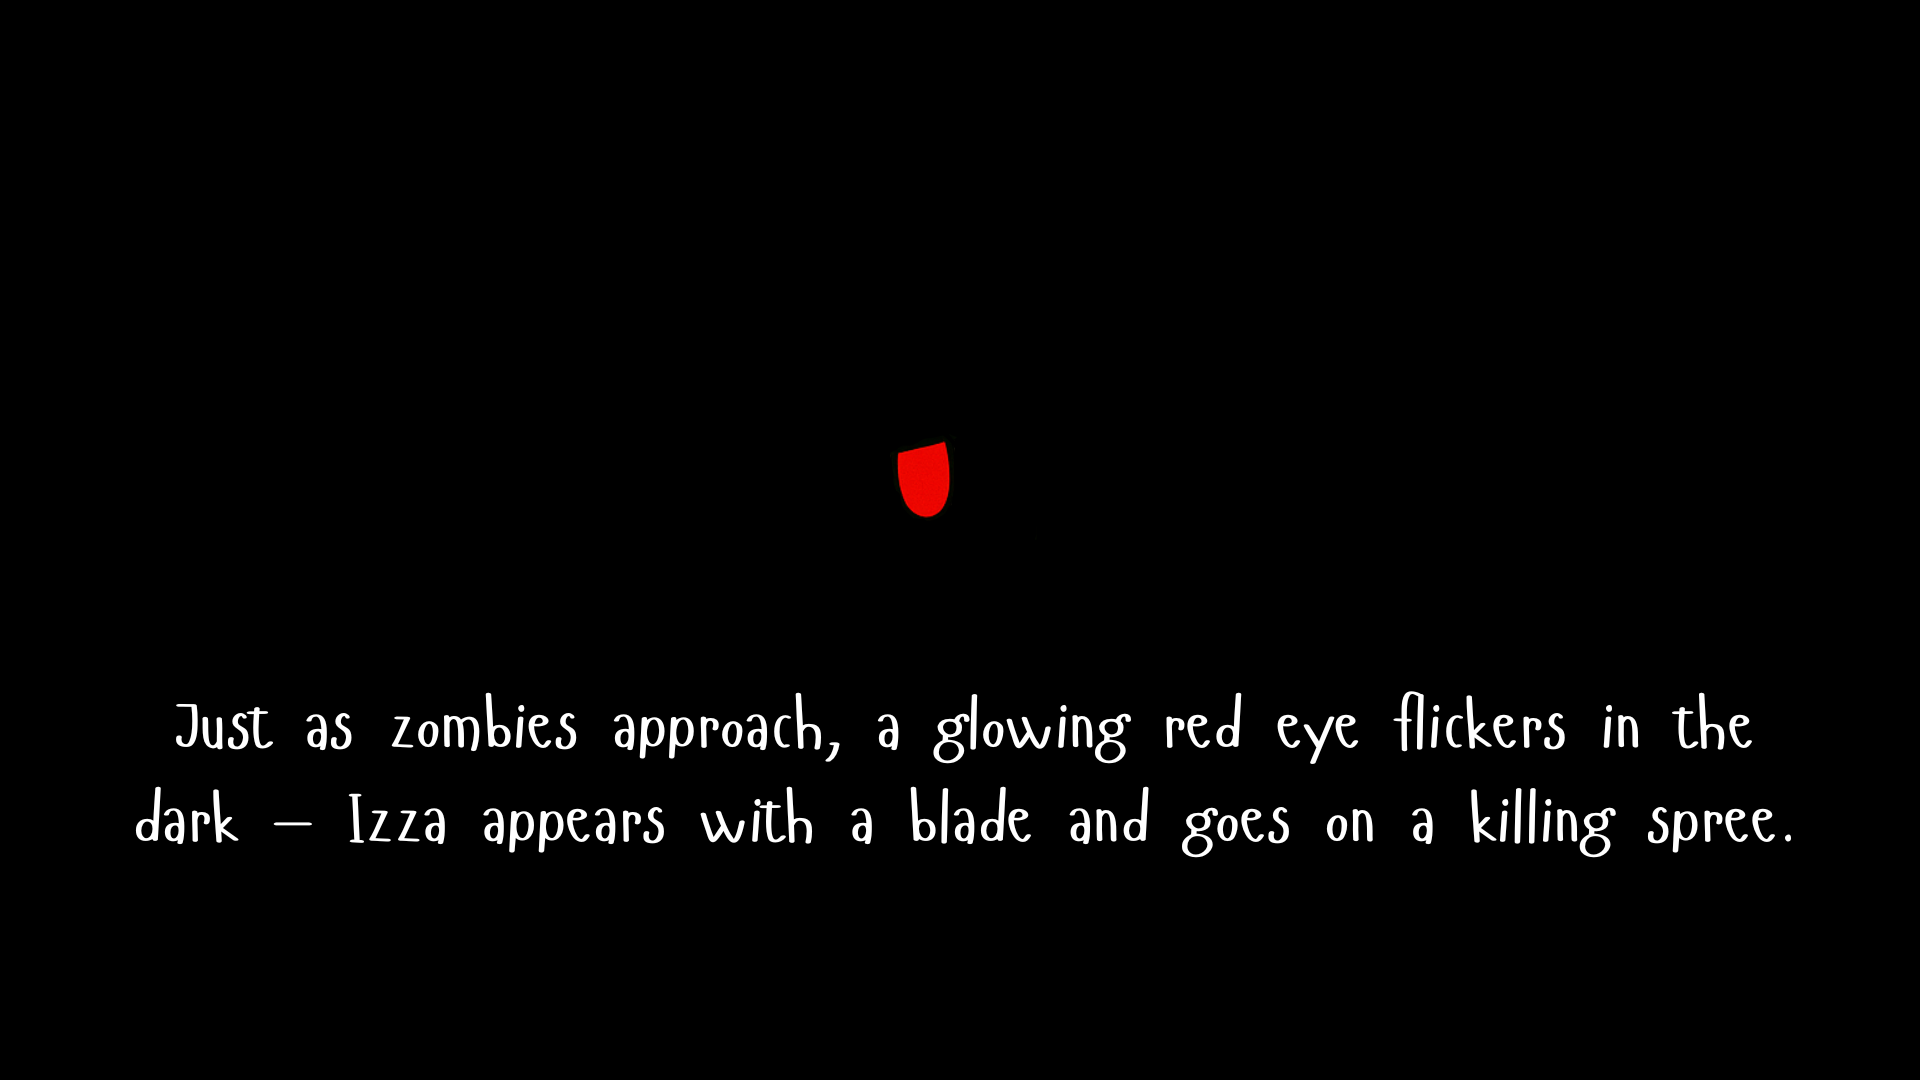 Just as zombies approach, a glowing red eye flickers in the
dark – Izza appears with a blade and goes on a killing spree.